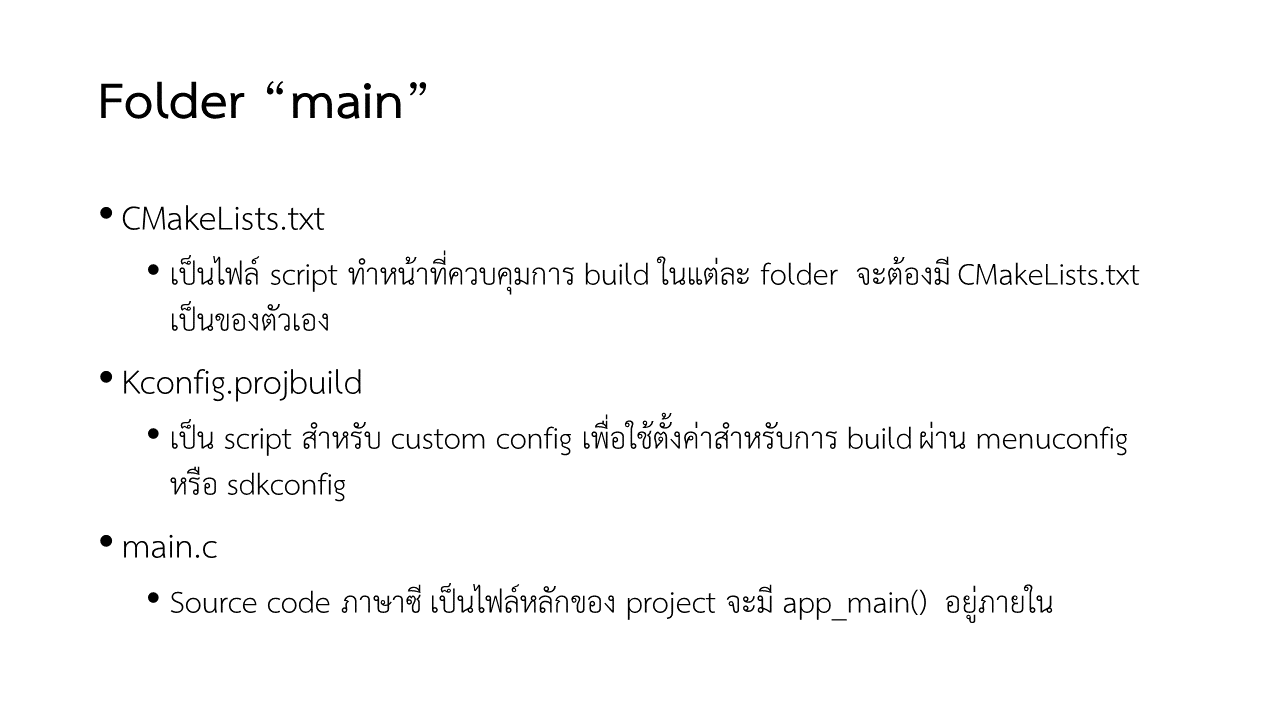 Folder “main”
• CMakeLists.txt
• เป็นไฟล์ script ทำหน้าที่ควบคุมการ build ในแต่ละ folder  จะต้องมี CMakeLists.txt
เป็นของตัวเอง
• Kconfig.projbuild
• เป็น script สำหรับ custom config เพื่อใช้ตั้งค่าสำหรับการ build ผ่าน menuconfig
หรือ sdkconfig
• main.c
• Source code ภาษาซี เป็นไฟล์หลักของ project จะมี app_main()  อยู่ภายใน